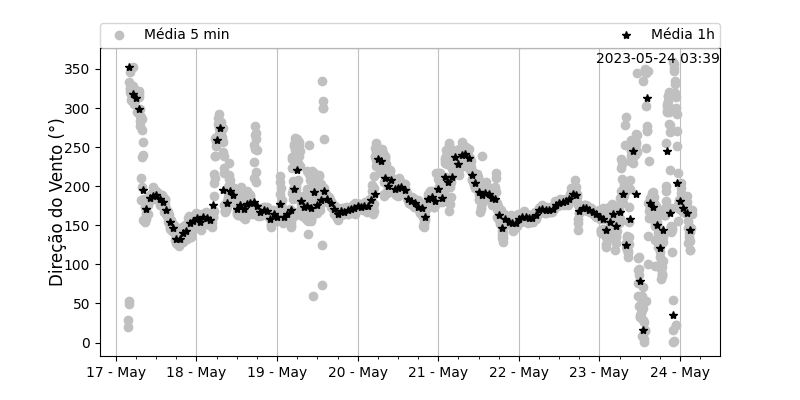 Média 5 min
Média 1h
2023-05-24 03:39
Direção do Vento (°)
350
300
250
200
150
100
50
0
17 - May
18 - May
19 - May
20 - May
21 - May
22 - May
23 - May
24 - May